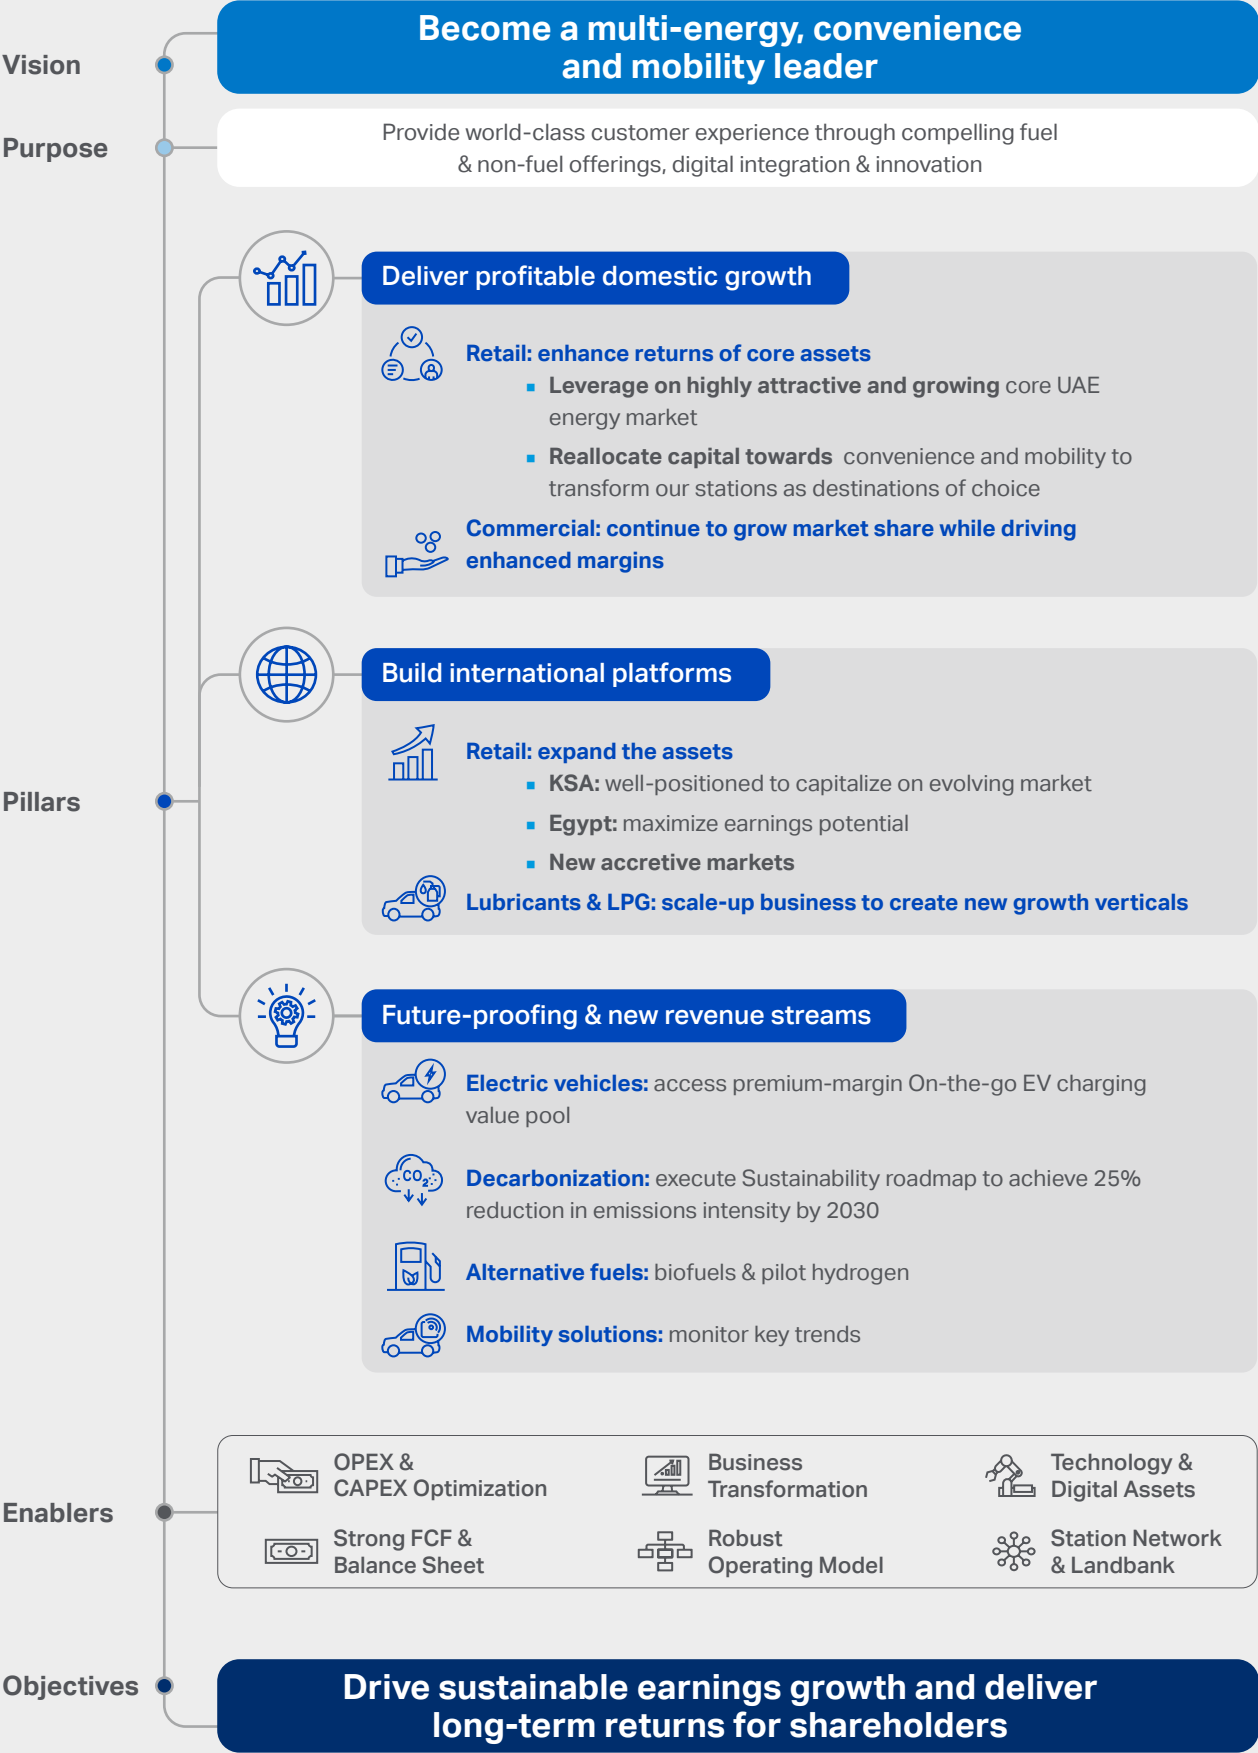 Vision
Become a multi-energy, convenience
and mobility leader
Purpose
Provide world-class customer experience through compelling fuel
& non-fuel offerings, digital integration & innovation
Pillars
Deliver profitable domestic growth
Retail: enhance returns of core assets
Leverage on highly attractive and growing core UAE
energy market
Reallocate capital towards convenience and mobility to
transform our stations as destinations of choice
Commercial: continue to grow market share while driving
enhanced margins
Build international platforms
Retail: expand the assets
KSA: well-positioned to capitalize on evolving market
Egypt: maximize earnings potential
New accretive markets
Lubricants & LPG: scale-up business to create new growth verticals
Future-proofing & new revenue streams
Electric vehicles: access premium-margin On-the-go EV charging
value pool
CO₂
Decarbonization: execute Sustainability roadmap to achieve 25%
reduction in emissions intensity by 2030
Alternative fuels: biofuels & pilot hydrogen
Mobility solutions: monitor key trends
Enablers
OPEX &
CAPEX Optimization
Business
Transformation
Technology &
Digital Assets
Strong FCF &
Balance Sheet
Robust
Operating Model
Station Network
& Landbank
Objectives
Drive sustainable earnings growth and deliver
long-term returns for shareholders